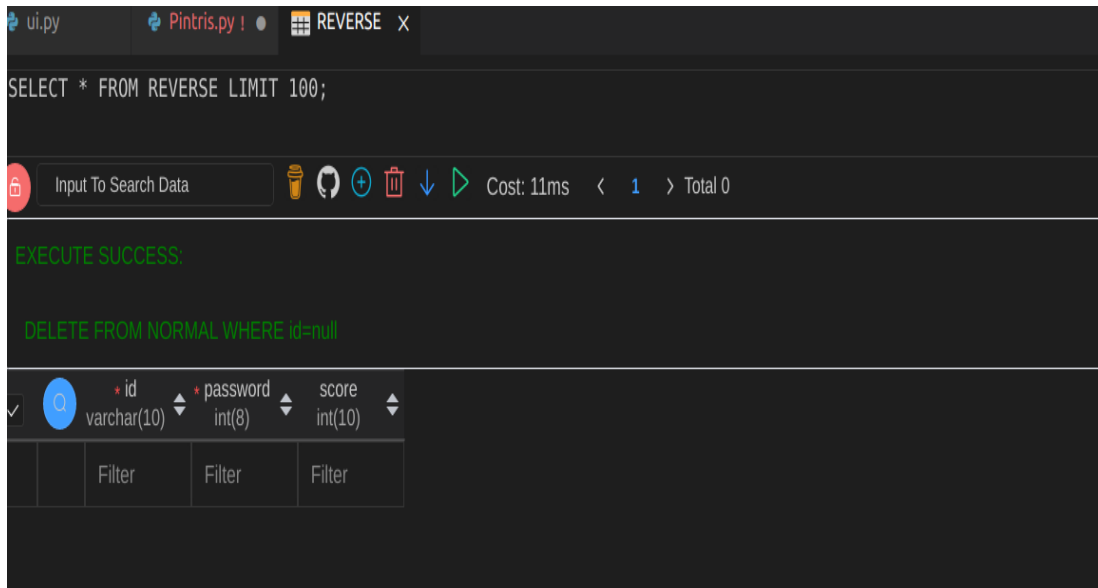 ui.py Pintris.py ! REVERSE X
SELECT * FROM REVERSE LIMIT 100;
Input To Search Data Cost: 11ms < 1 > Total 0
EXECUTE SUCCESS:
DELETE FROM NORMAL WHERE id=null
* id * password score
varchar(10) int(8) int(10)
Filter Filter Filter